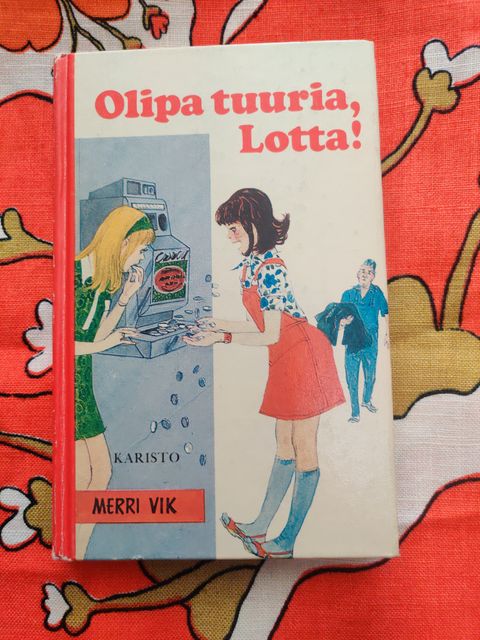 Olipa tuuria,
Lotta!
KARISTO
MERRI VIK